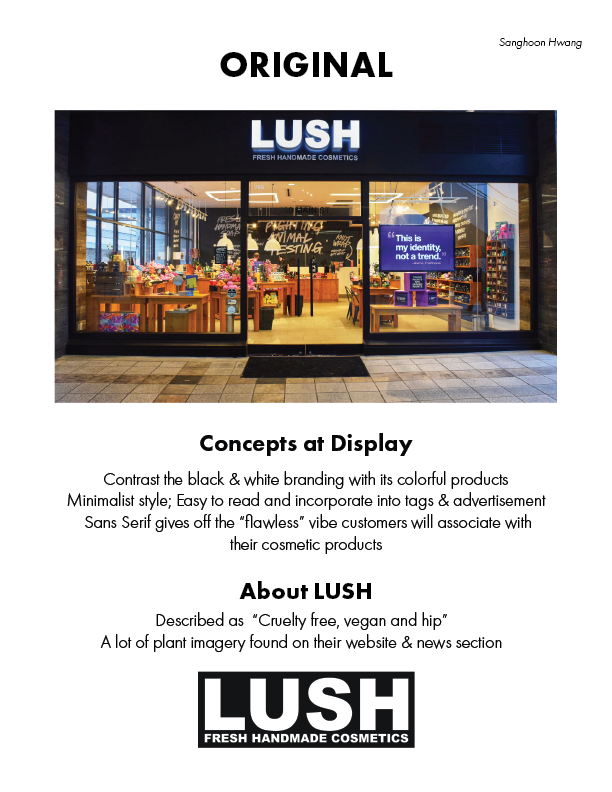 Sanghoon Hwang
ORIGINAL
LUSH
FRESH HANDMADE COSMETICS
FIGHTING
ANIMAL
TESTING
“This is
my identity,
not a trend.”
Concepts at Display
Contrast the black & white branding with its colorful products
Minimalist style; Easy to read and incorporate into tags & advertisement
Sans Serif gives off the “flawless” vibe customers will associate with
their cosmetic products
About LUSH
Described as “Cruelty free, vegan and hip”
A lot of plant imagery found on their website & news section
LUSH
FRESH HANDMADE COSMETICS